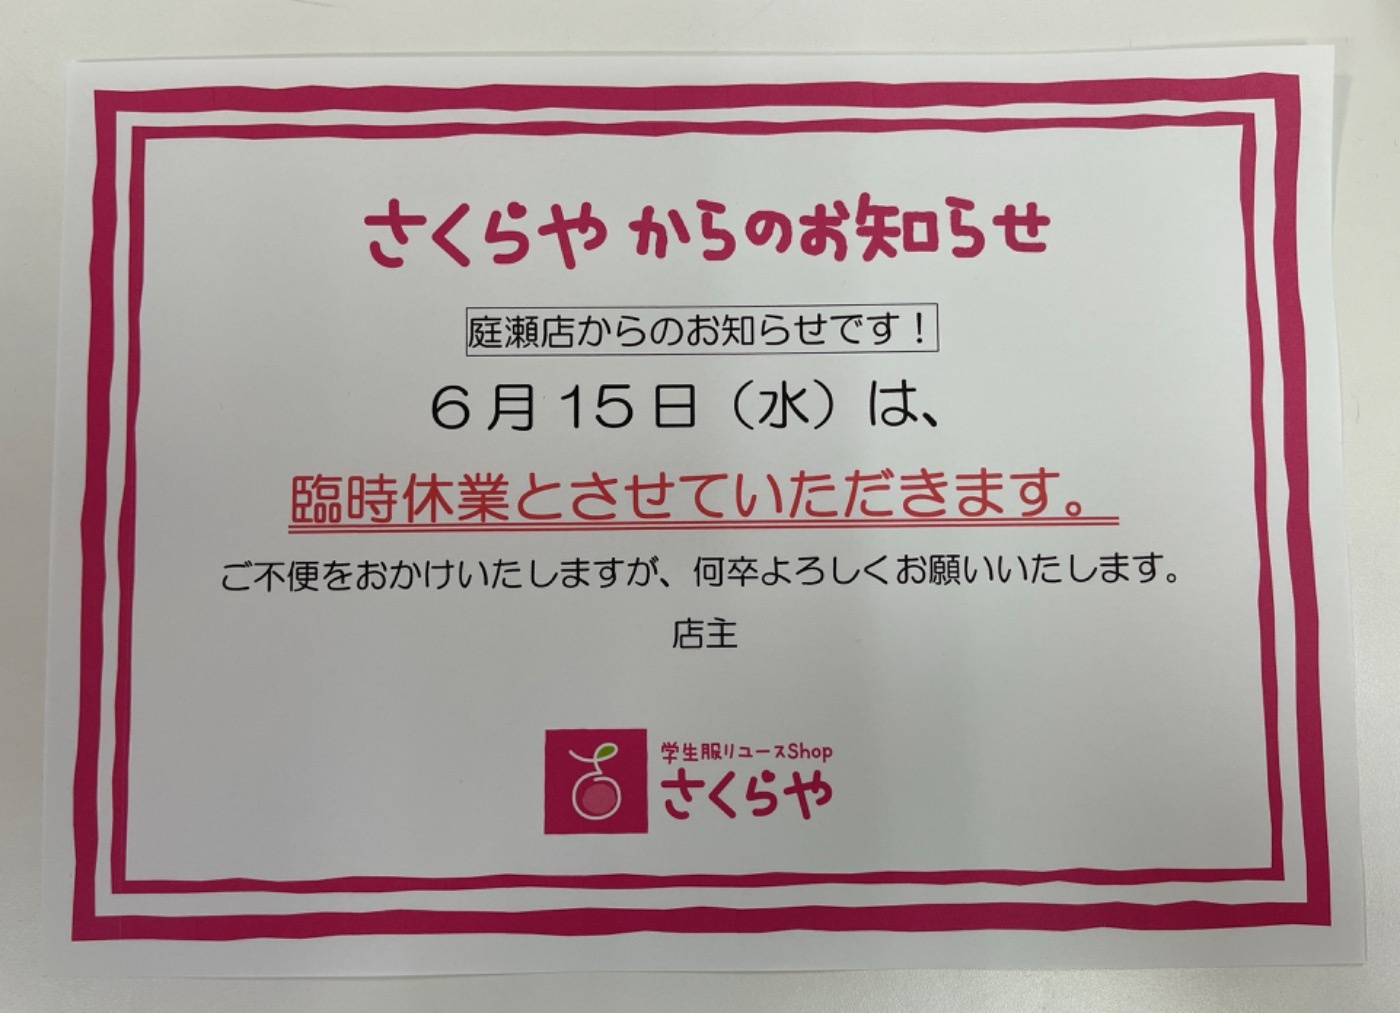 さくらや からのお知らせ
庭瀬店からのお知らせです！
６月15日（水）は、
臨時休業とさせていただきます。
ご不便をおかけいたしますが、何卒よろしくお願いいたします。
店主
学生服リユースShop
さくらや